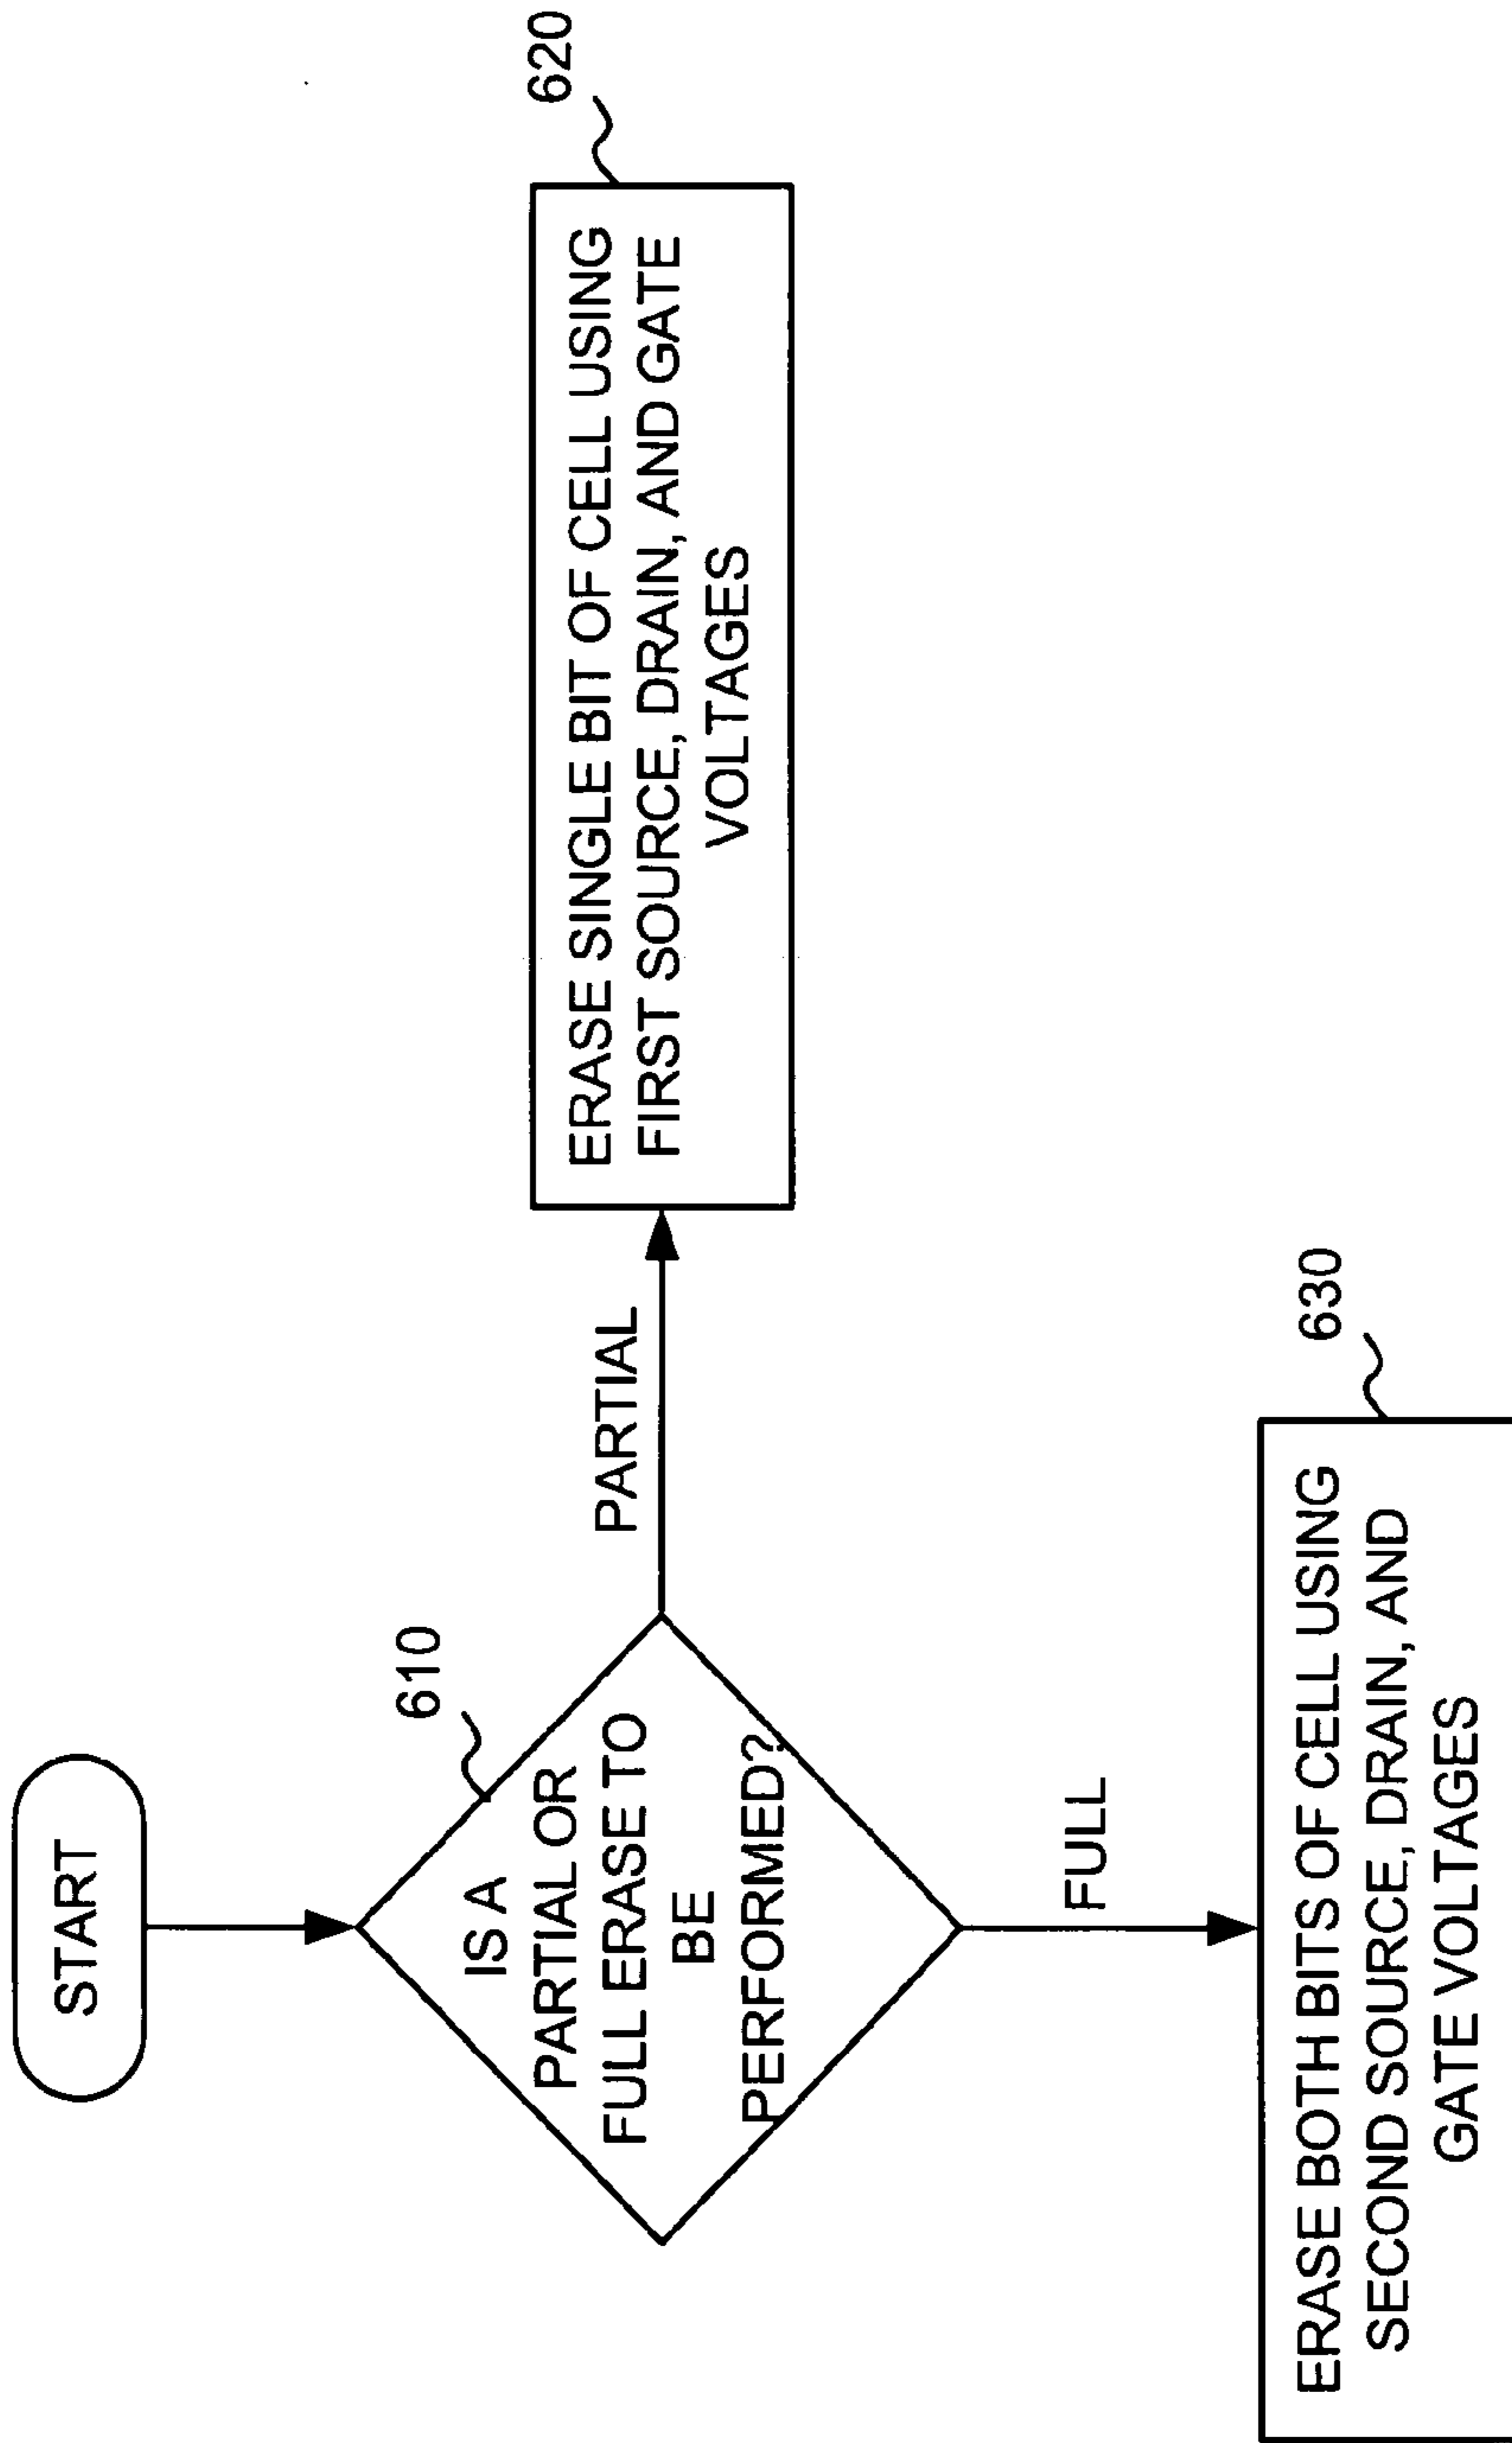 START
610
IS A
PARTIAL OR
FULL ERASE TO
BE
PERFORMED?
PARTIAL
620
ERASE SINGLE BIT OF CELL USING
FIRST SOURCE, DRAIN, AND GATE
VOLTAGES
FULL
630
ERASE BOTH BITS OF CELL USING
SECOND SOURCE, DRAIN, AND
GATE VOLTAGES